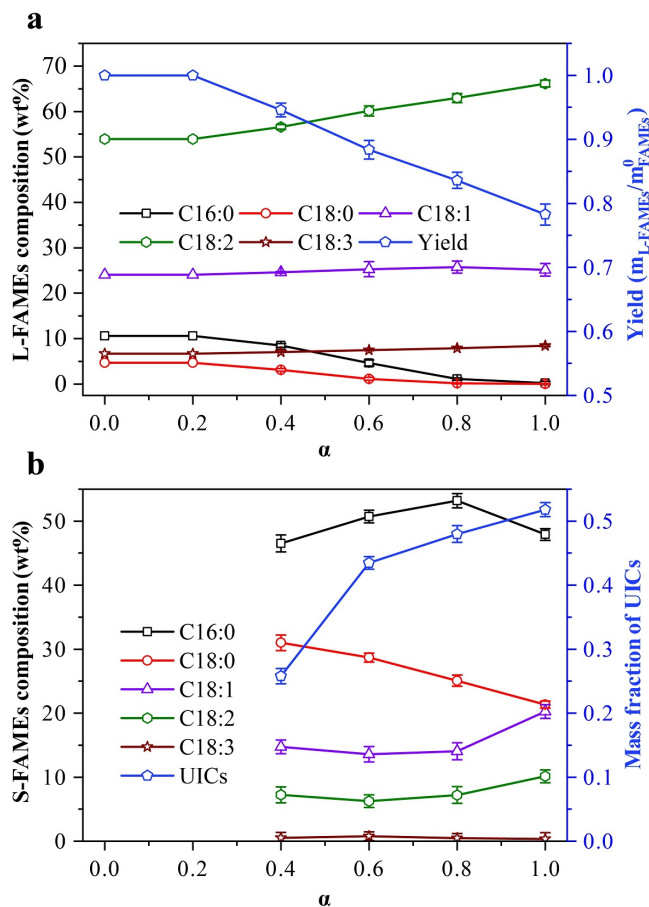 a
L-FAMEs composition (wt%)
70
60
50
40
30
20
10
0
C16:0 C18:0 C18:1
C18:2 C18:3 Yield
1.0
0.9
0.8
0.7
0.6
0.5
Yield (m_L-FAMEs/m^0_FAMEs)
0.0 0.2 0.4 0.6 0.8 1.0
α
b
S-FAMEs composition (wt%)
50
40
30
20
10
0
C16:0
C18:0
C18:1
C18:2
C18:3
UICs
0.5
0.4
0.3
0.2
0.1
0.0
Mass fraction of UICs
0.0 0.2 0.4 0.6 0.8 1.0
α